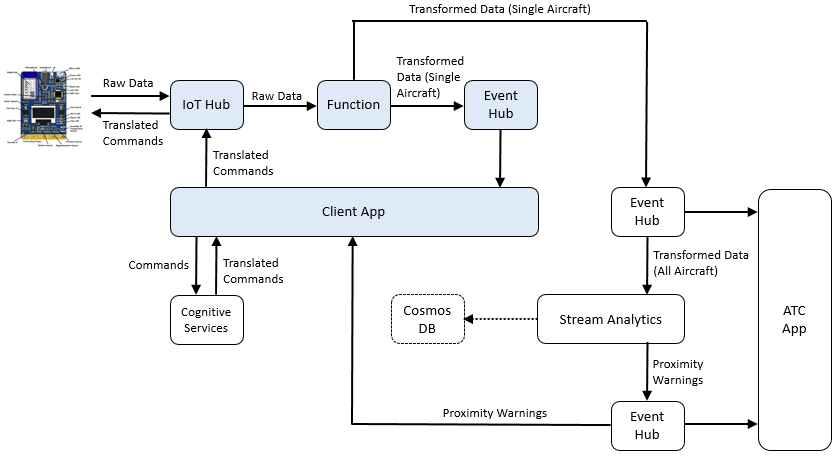 Transformed Data (Single Aircraft)
Raw Data
Translated
Commands
IoT Hub
Raw Data
Function
Transformed
Data (Single
Aircraft)
Event
Hub
Translated
Commands
Client App
Commands
Translated
Commands
Cognitive
Services
Event
Hub
Transformed Data
(All Aircraft)
Cosmos
DB
Stream Analytics
ATC
App
Proximity
Warnings
Proximity Warnings
Event
Hub